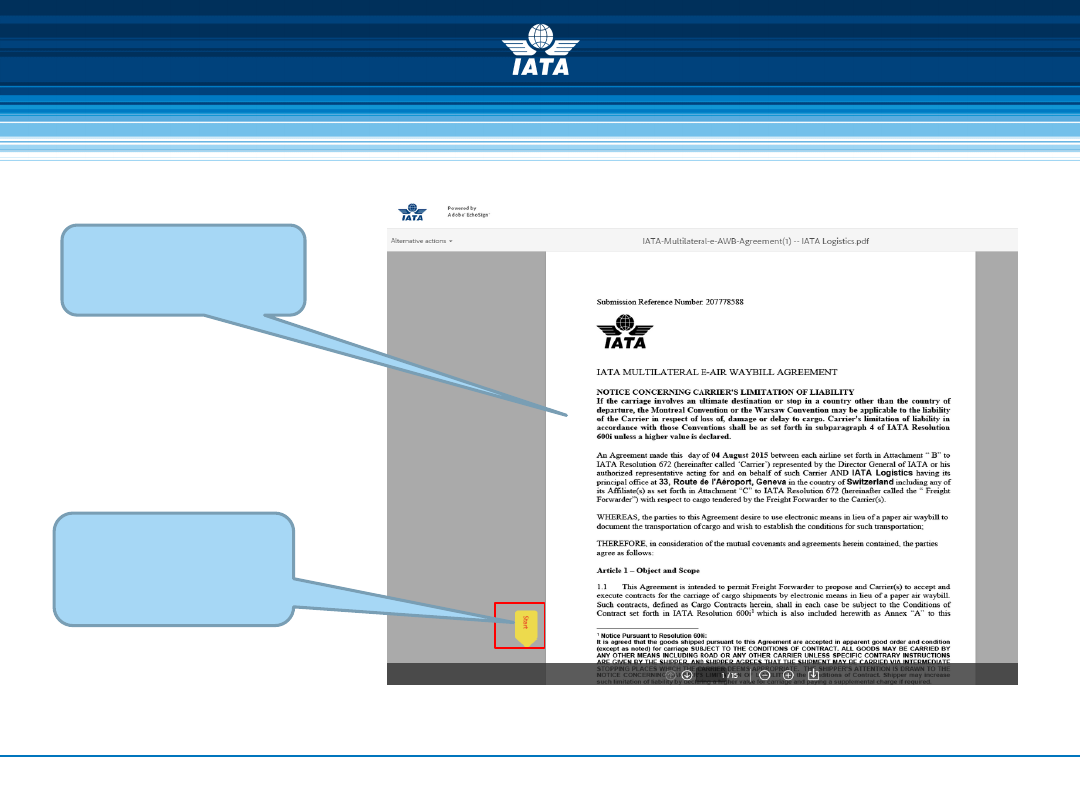 IATA
IATA
Powered by
Adobe EchoSign
Alternative actions
IATA-Multilateral-e-AWB-Agreement(1) -- IATA Logistics.pdf
Submission Reference Number: 207778588
IATA
IATA MULTILATERAL E-AIR WAYBILL AGREEMENT
NOTICE CONCERNING CARRIER'S LIMITATION OF LIABILITY
If the carriage involves an ultimate destination or stop in a country other than the country of
departure, the Montreal Convention or the Warsaw Convention may be applicable to the liability
of the Carrier in respect of loss of, damage or delay to cargo. Carrier's limitation of liability in
accordance with those Conventions shall be as set forth in subparagraph 4 of IATA Resolution
600i unless a higher value is declared.
An Agreement made this day of 04 August 2015 between each airline set forth in Attachment " B" to
IATA Resolution 672 (hereinafter called 'Carrier') represented by the Director General of IATA or his
authorized representative acting for and on behalf of such Carrier AND IATA Logistics having its
principal office at 33, Route de l'Aéroport, Geneva in the country of Switzerland including any of
its Affiliate(s) as set forth in Attachment "C" to IATA Resolution 672 (hereinafter called the " Freight
Forwarder") with respect to cargo tendered by the Freight Forwarder to the Carrier(s).
WHEREAS, the parties to this Agreement desire to use electronic means in lieu of a paper air waybill to
document the transportation of cargo and wish to establish the conditions for such transportation;
THEREFORE, in consideration of the mutual covenants and agreements herein contained, the parties
agree as follows:
Article 1 – Object and Scope
1.1 This Agreement is intended to permit Freight Forwarder to propose and Carrier(s) to accept and
execute contracts for the carriage of cargo shipments by electronic means in lieu of a paper air waybill.
Such contracts, defined as Cargo Contracts herein, shall in each case be subject to the Conditions of
Contract set forth in IATA Resolution 600i¹ which is also included herewith as Annex "A" to this
Start
¹ Notice Pursuant to Resolution 600i:
It is agreed that the goods shipped pursuant to this Agreement are accepted in apparent good order and condition
(except as noted) for carriage SUBJECT TO THE CONDITIONS OF CONTRACT. ALL GOODS MAY BE CARRIED BY
ANY OTHER MEANS INCLUDING ROAD OR ANY OTHER CARRIER UNLESS SPECIFIC CONTRARY INSTRUCTIONS
ARE GIVEN BY THE SHIPPER, AND SHIPPER AGREES THAT THE SHIPMENT MAY BE CARRIED VIA INTERMEDIATE
STOPPING PLACES WHICH THE CARRIER DEEMS APPROPRIATE. THE SHIPPER'S ATTENTION IS DRAWN TO THE
NOTICE CONCERNING
1 / 15
such limitation of liability by
a supplemental charge if required.